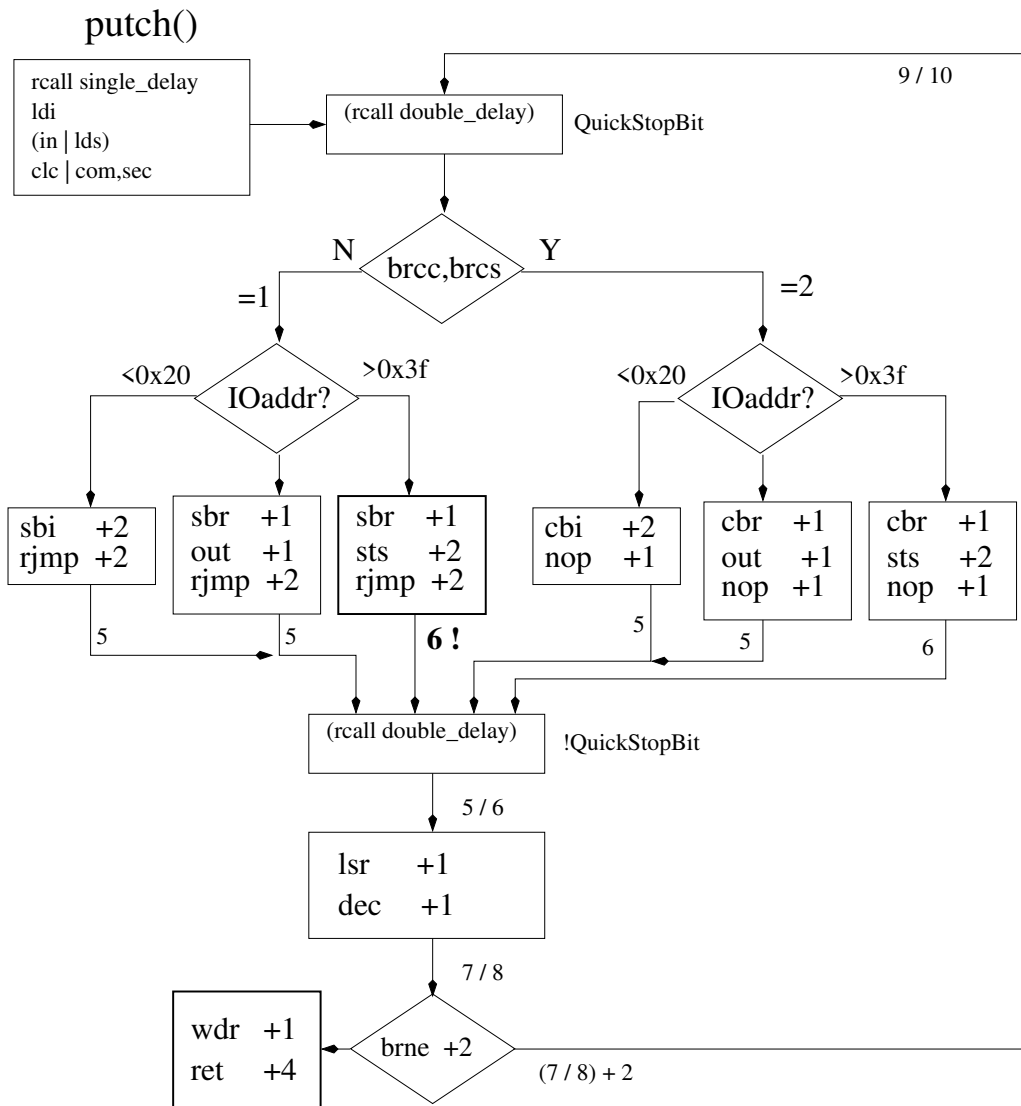 putch()
rcall single_delay
ldi
(in | lds)
clc | com,sec
(rcall double_delay)
QuickStopBit
9 / 10
N
brcc,brcs
Y
=1
=2
<0x20
IOaddr?
>0x3f
<0x20
IOaddr?
>0x3f
sbi +2
rjmp +2
sbr +1
out +1
rjmp +2
sbr +1
sts +2
rjmp +2
cbi +2
nop +1
cbr +1
out +1
nop +1
cbr +1
sts +2
nop +1
5
5
6 !
5
5
6
(rcall double_delay)
!QuickStopBit
5 / 6
lsr +1
dec +1
7 / 8
wdr +1
ret +4
brne +2
(7 / 8) + 2